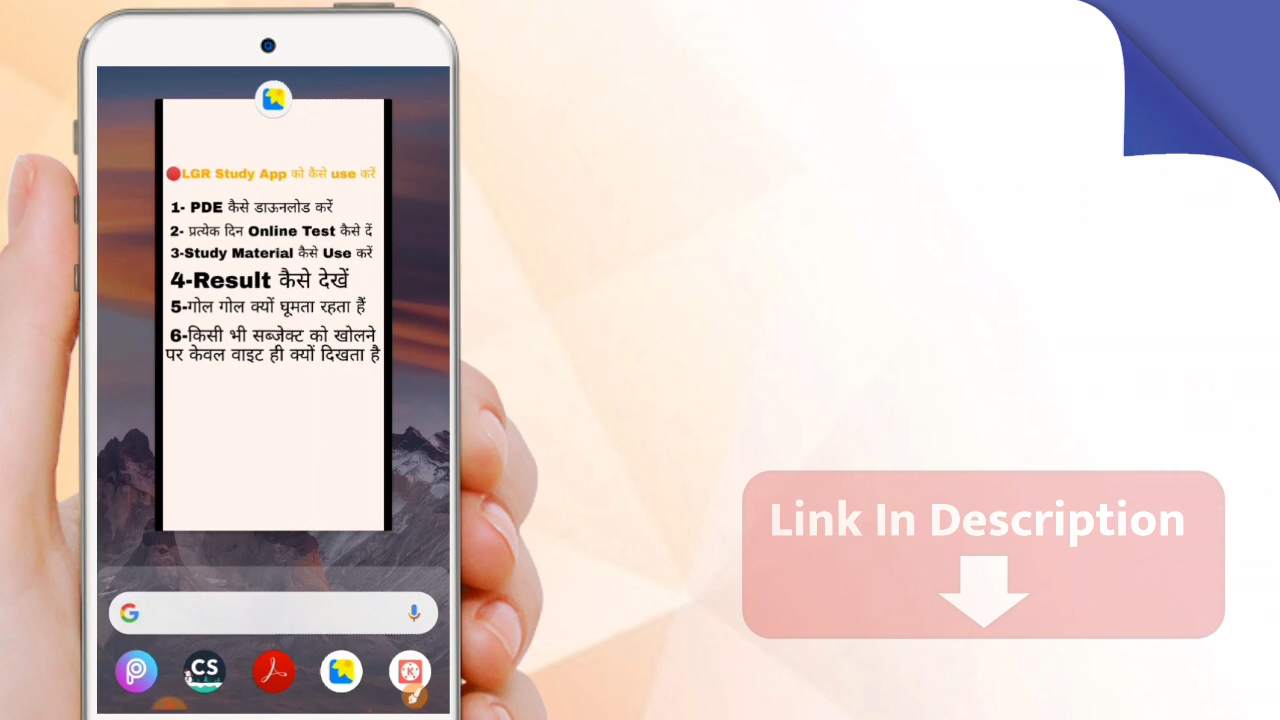 🔴LGR Study App को कैसे use करें
1- PDE कैसे डाऊनलोड करें
2- प्रत्येक दिन Online Test कैसे दें
3-Study Material कैसे Use करें
4-Result कैसे देखें
5-गोल गोल क्यों घूमता रहता हैं
6-किसी भी सब्जेक्ट को खोलने
पर केवल वाइट ही क्यों दिखता है
G
CS
K
Link In Description